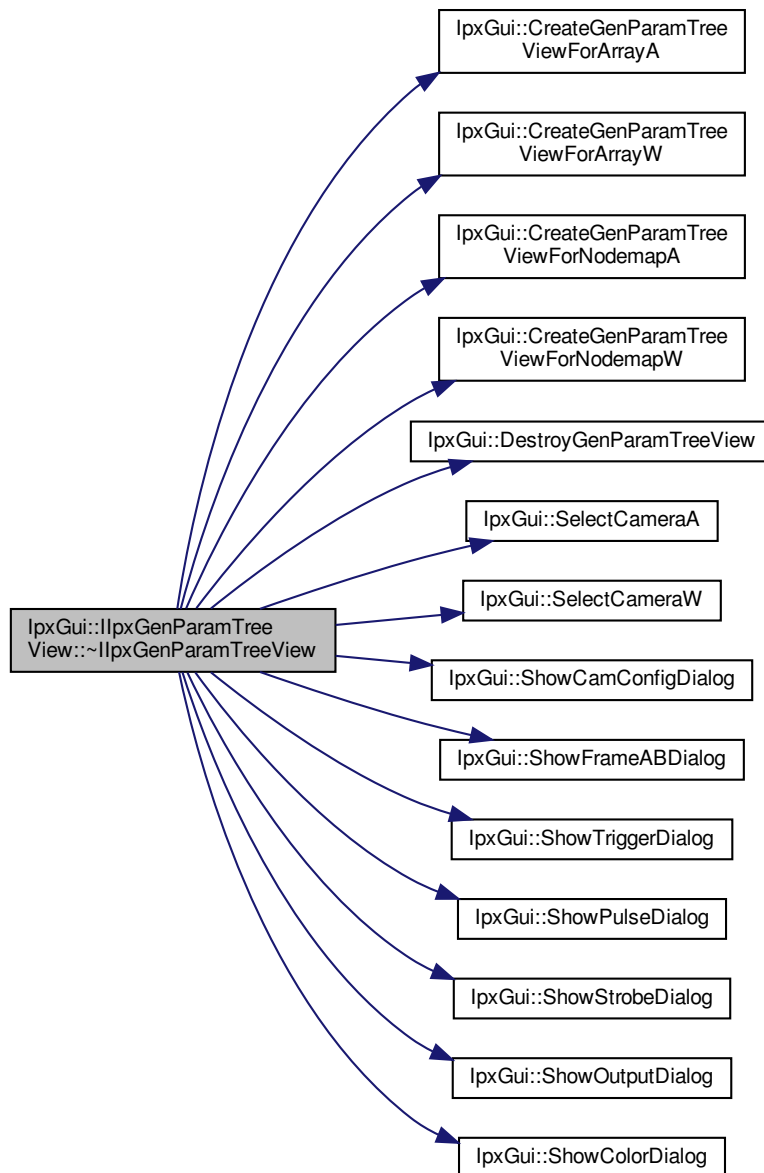 IpxGui::CreateGenParamTree
ViewForArrayA
IpxGui::CreateGenParamTree
ViewForArrayW
IpxGui::CreateGenParamTree
ViewForNodemapA
IpxGui::CreateGenParamTree
ViewForNodemapW
IpxGui::DestroyGenParamTreeView
IpxGui::SelectCameraA
IpxGui::SelectCameraW
IpxGui::IIpxGenParamTree
View::~IIpxGenParamTreeView
IpxGui::ShowCamConfigDialog
IpxGui::ShowFrameABDialog
IpxGui::ShowTriggerDialog
IpxGui::ShowPulseDialog
IpxGui::ShowStrobeDialog
IpxGui::ShowOutputDialog
IpxGui::ShowColorDialog